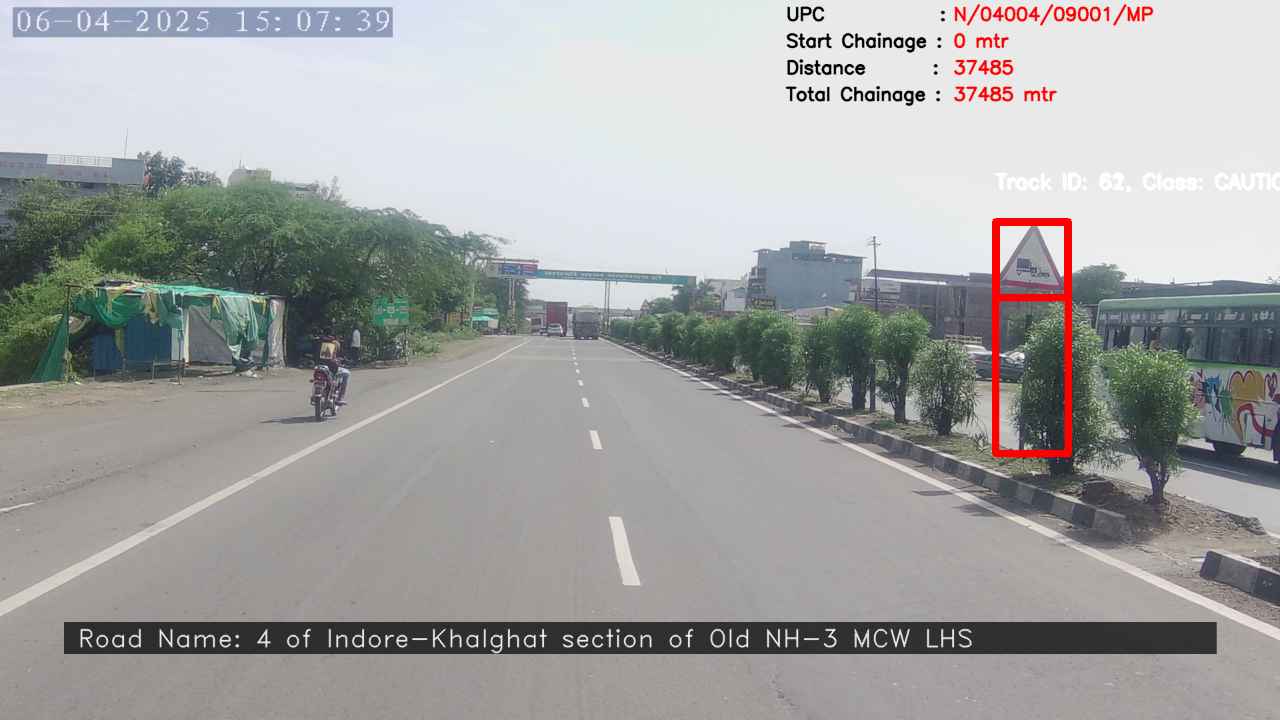 06-04-2025 15:07:39
UPC : N/04004/09001/MP
Start Chainage : 0 mtr
Distance : 37485
Total Chainage : 37485 mtr
Track ID: 62, Class: CAUTIO
Road Name: 4 of Indore-Khalghat section of Old NH-3 MCW LHS